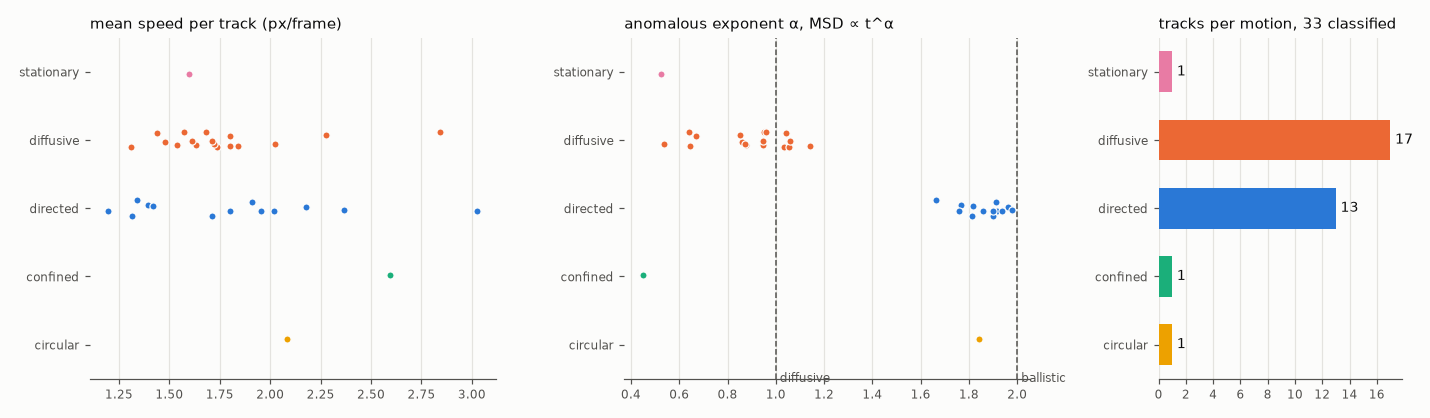 mean speed per track (px/frame)
stationary
diffusive
directed
confined
circular
1.25 1.50 1.75 2.00 2.25 2.50 2.75 3.00
anomalous exponent α, MSD ∝ t^α
stationary
diffusive
directed
confined
circular
diffusive
ballistic
0.4 0.6 0.8 1.0 1.2 1.4 1.6 1.8 2.0
tracks per motion, 33 classified
stationary 1
diffusive 17
directed 13
confined 1
circular 1
0 2 4 6 8 10 12 14 16